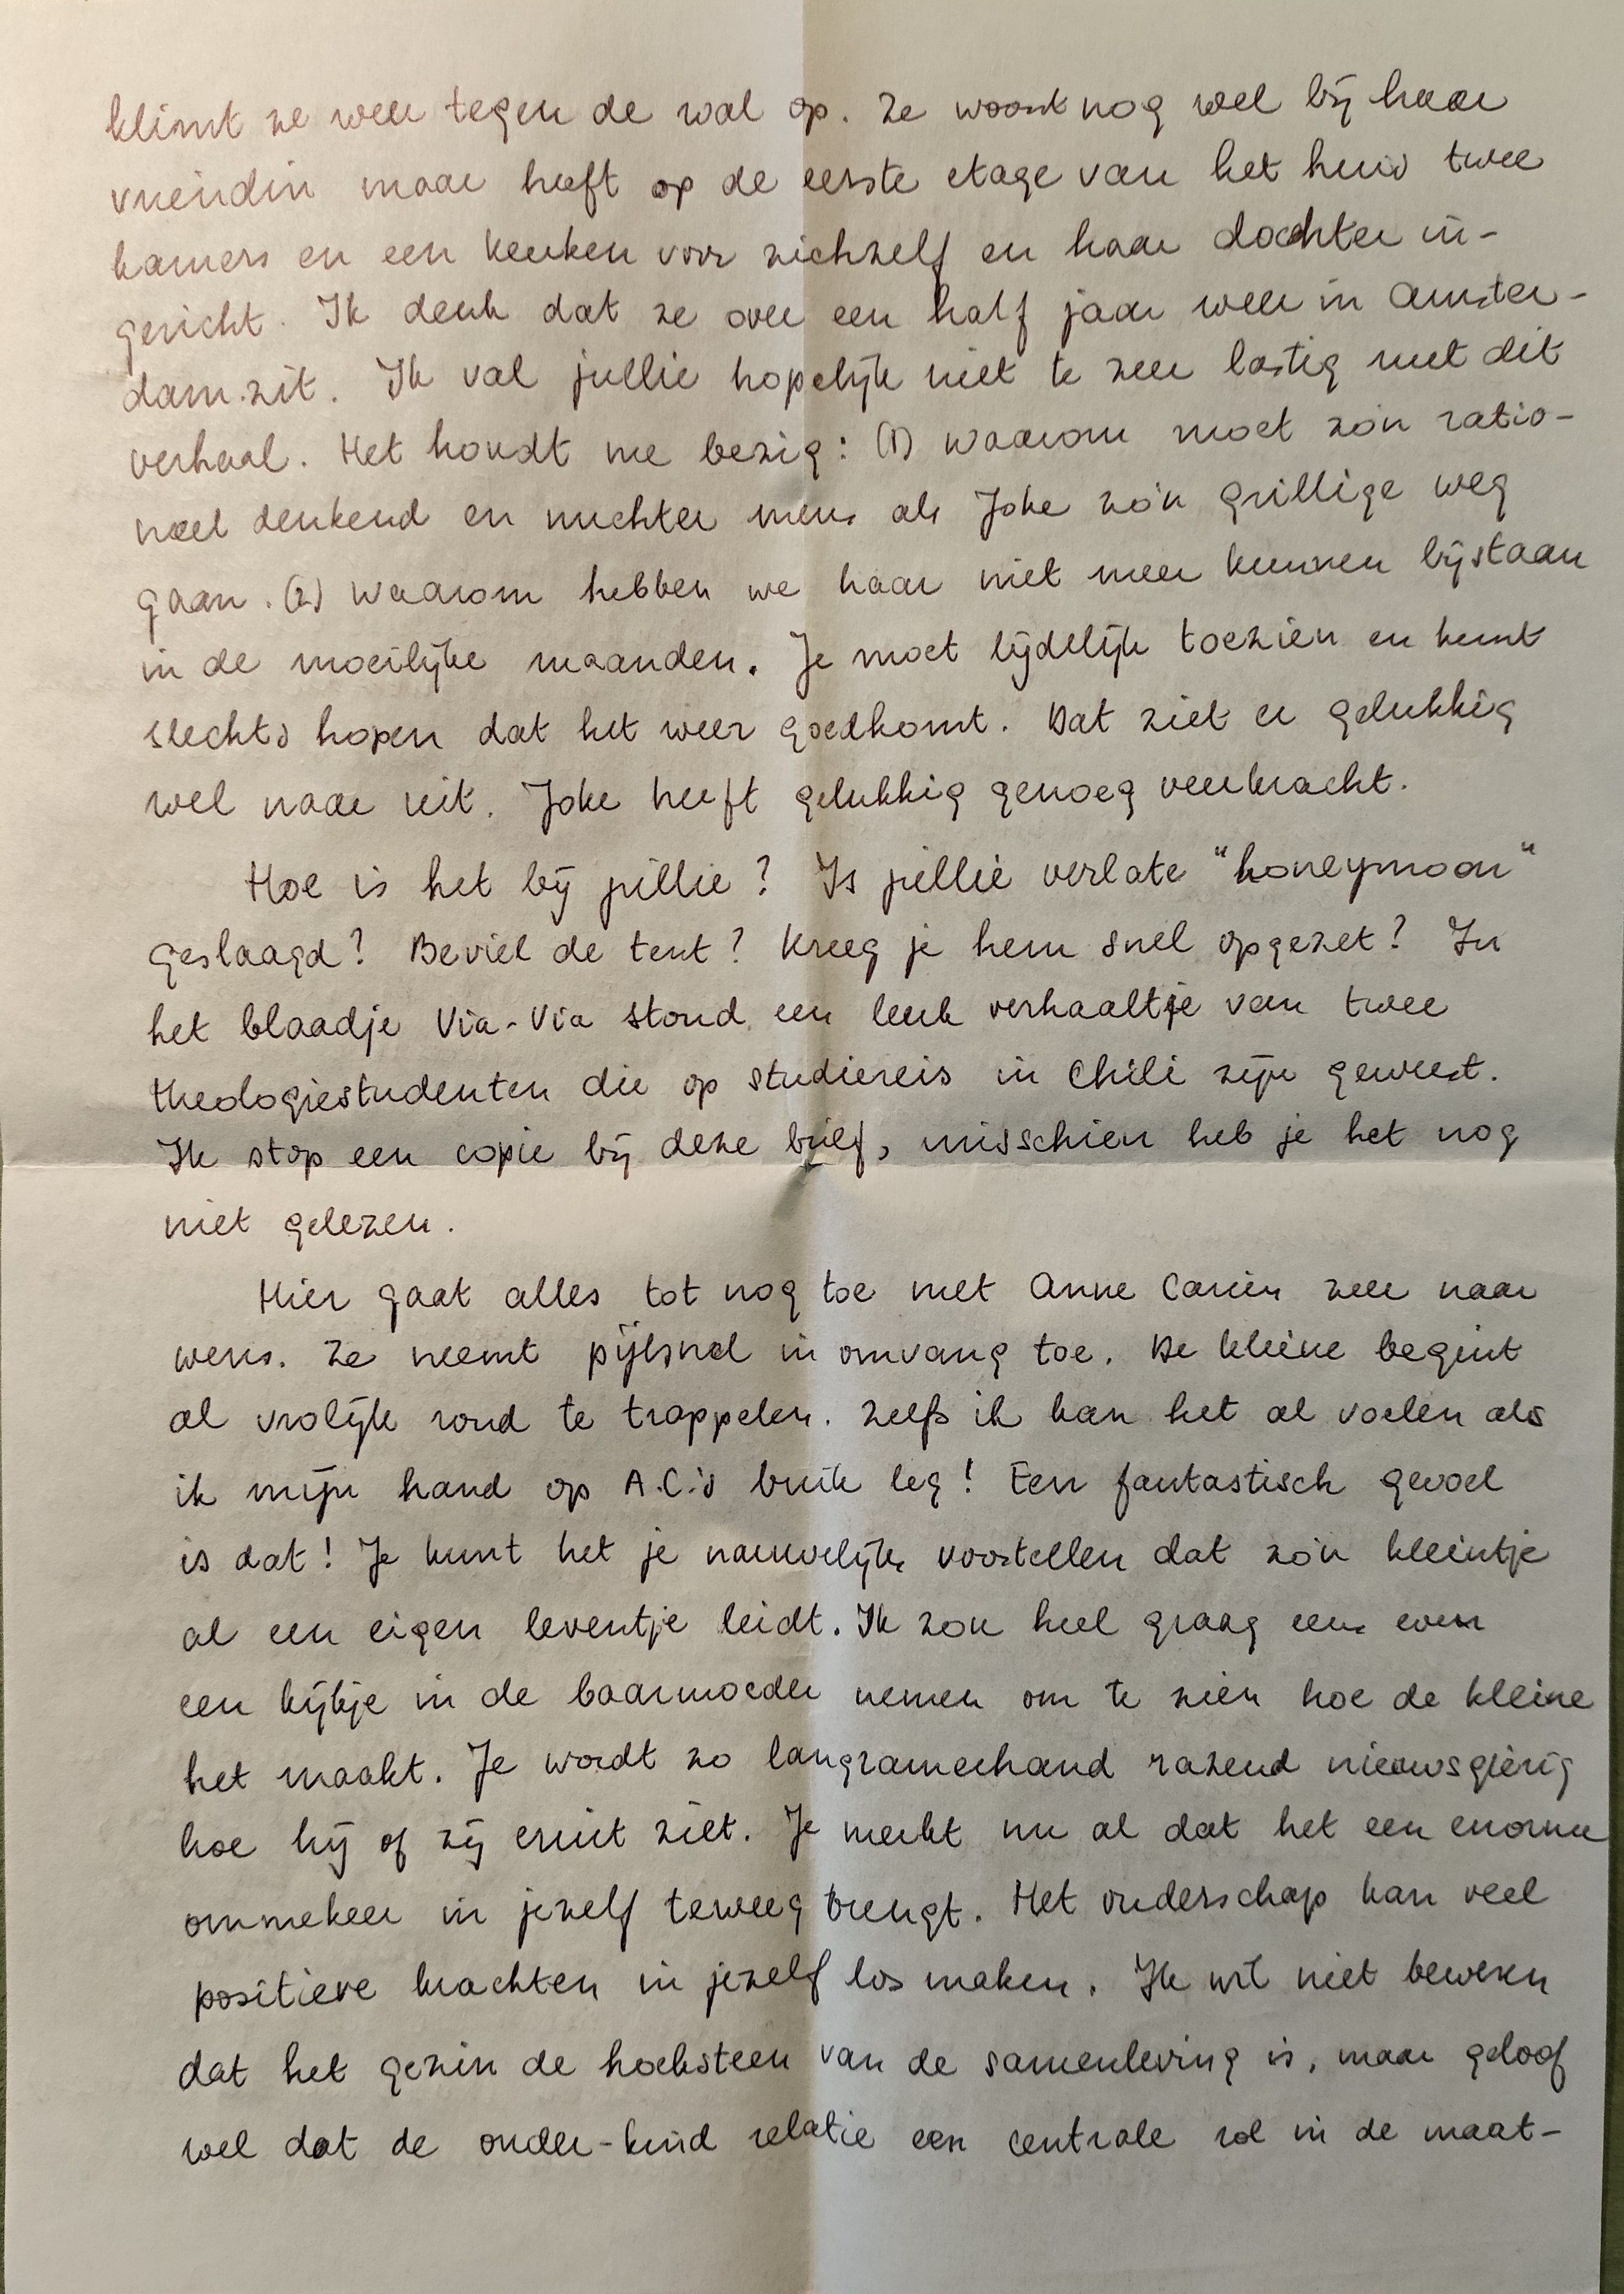 klimt ze weer tegen de wal op. Ze woont nog wel bij haar
vriendin maar heeft op de eerste etage van het huis twee
kamers en een keuken voor zichzelf en haar dochter in-
gericht. Ik denk dat ze over een half jaar weer in Amster-
dam zit. Ik val jullie hopelijk niet te zeer lastig met dit
verhaal. Het houdt me bezig: (1) waarom moet zo'n ratio-
neel denkend en nuchter mens als Joke zo'n grillige weg
gaan. (2) waarom hebben we haar niet meer kunnen bijstaan
in de moeilijke maanden. Je moet lijdelijk toezien en kunt
slechts hopen dat het weer goedkomt. Dat ziet er gelukkig
wel naar uit. Joke heeft gelukkig genoeg veerkracht.
Hoe is het bij jullie? Is jullie verlate "honeymoon"
geslaagd? Beviel de tent? Kreeg je hem snel opgezet? In
het blaadje Via-Via stond een leuk verhaaltje van twee
theologiestudenten die op studiereis in Chili zijn geweest.
Ik stop een copie bij deze brief, misschien heb je het nog
niet gelezen.
Hier gaat alles tot nog toe met Anne Carien zeer naar
wens. Ze neemt pijlsnel in omvang toe. De kleine begint
al vrolijk rond te trappelen. Zelfs ik kan het al voelen als
ik mijn hand op A.C.'s buik leg! Een fantastisch gevoel
is dat! Je kunt het je nauwelijks voorstellen dat zo'n kleintje
al een eigen leventje leidt. Ik zou heel graag eens even
een kijkje in de baarmoeder nemen om te zien hoe de kleine
het maakt. Je wordt zo langzamerhand razend nieuwsgierig
hoe hij of zij eruit ziet. Je merkt nu al dat het een enorme
ommekeer in jezelf teweeg brengt. Het ouderschap kan veel
positieve krachten in jezelf los maken. Ik wil niet beweren
dat het gezin de hoeksteen van de samenleving is, maar geloof
wel dat de ouder-kind relatie een centrale rol in de maat-